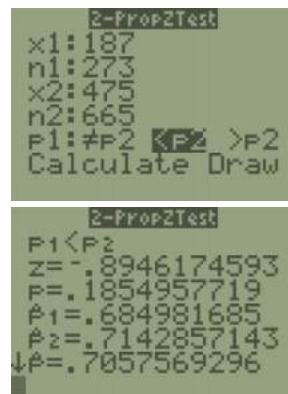 2-PropZTest
x1:187
n1:273
x2:475
n2:665
p1:≠p2 <p2 >p2
Calculate Draw
2-PropZTest
p1<p2
z=-.8946174593
p=.1854957719
p̂1=.684981685
p̂2=.7142857143
↓p̂=.7057569296